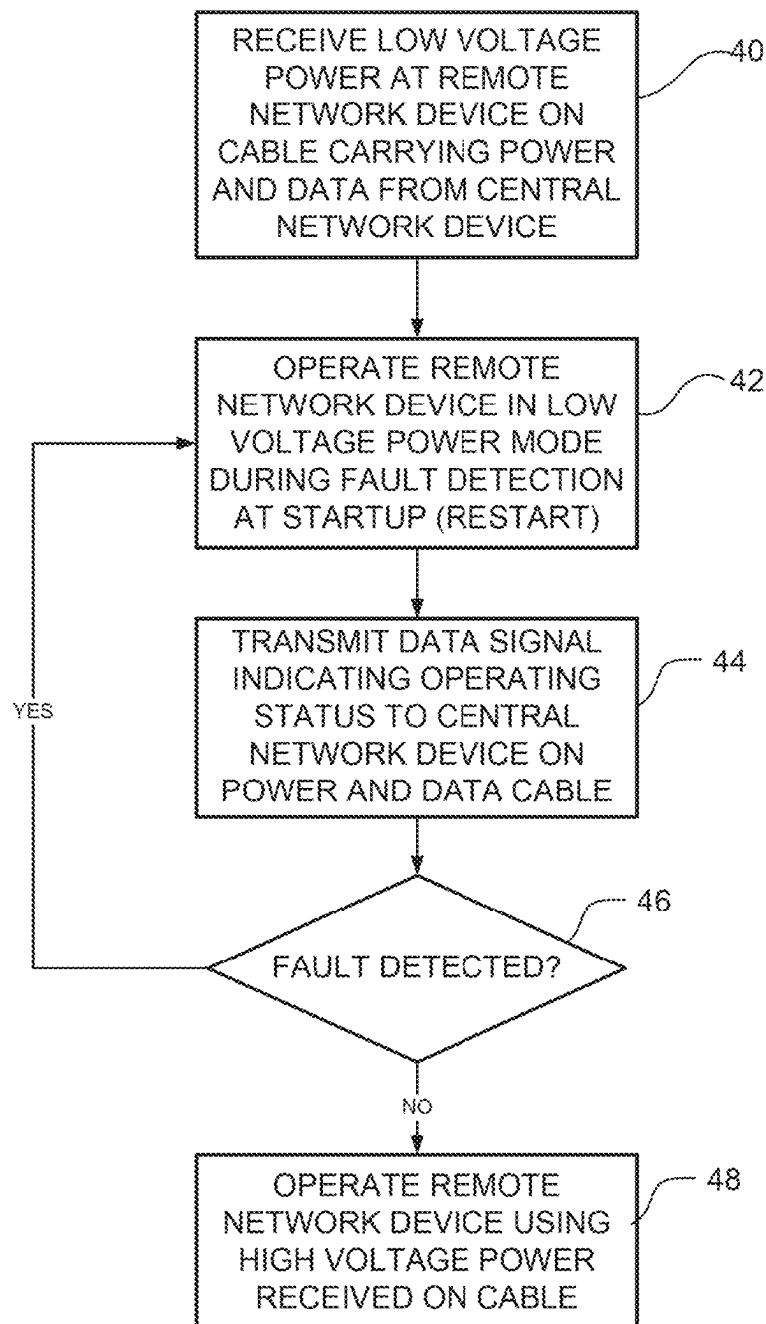 RECEIVE LOW VOLTAGE
POWER AT REMOTE
NETWORK DEVICE ON
CABLE CARRYING POWER
AND DATA FROM CENTRAL
NETWORK DEVICE
40
OPERATE REMOTE
NETWORK DEVICE IN LOW
VOLTAGE POWER MODE
DURING FAULT DETECTION
AT STARTUP (RESTART)
42
TRANSMIT DATA SIGNAL
INDICATING OPERATING
STATUS TO CENTRAL
NETWORK DEVICE ON
POWER AND DATA CABLE
44
YES
46
FAULT DETECTED?
NO
OPERATE REMOTE
NETWORK DEVICE USING
HIGH VOLTAGE POWER
RECEIVED ON CABLE
48